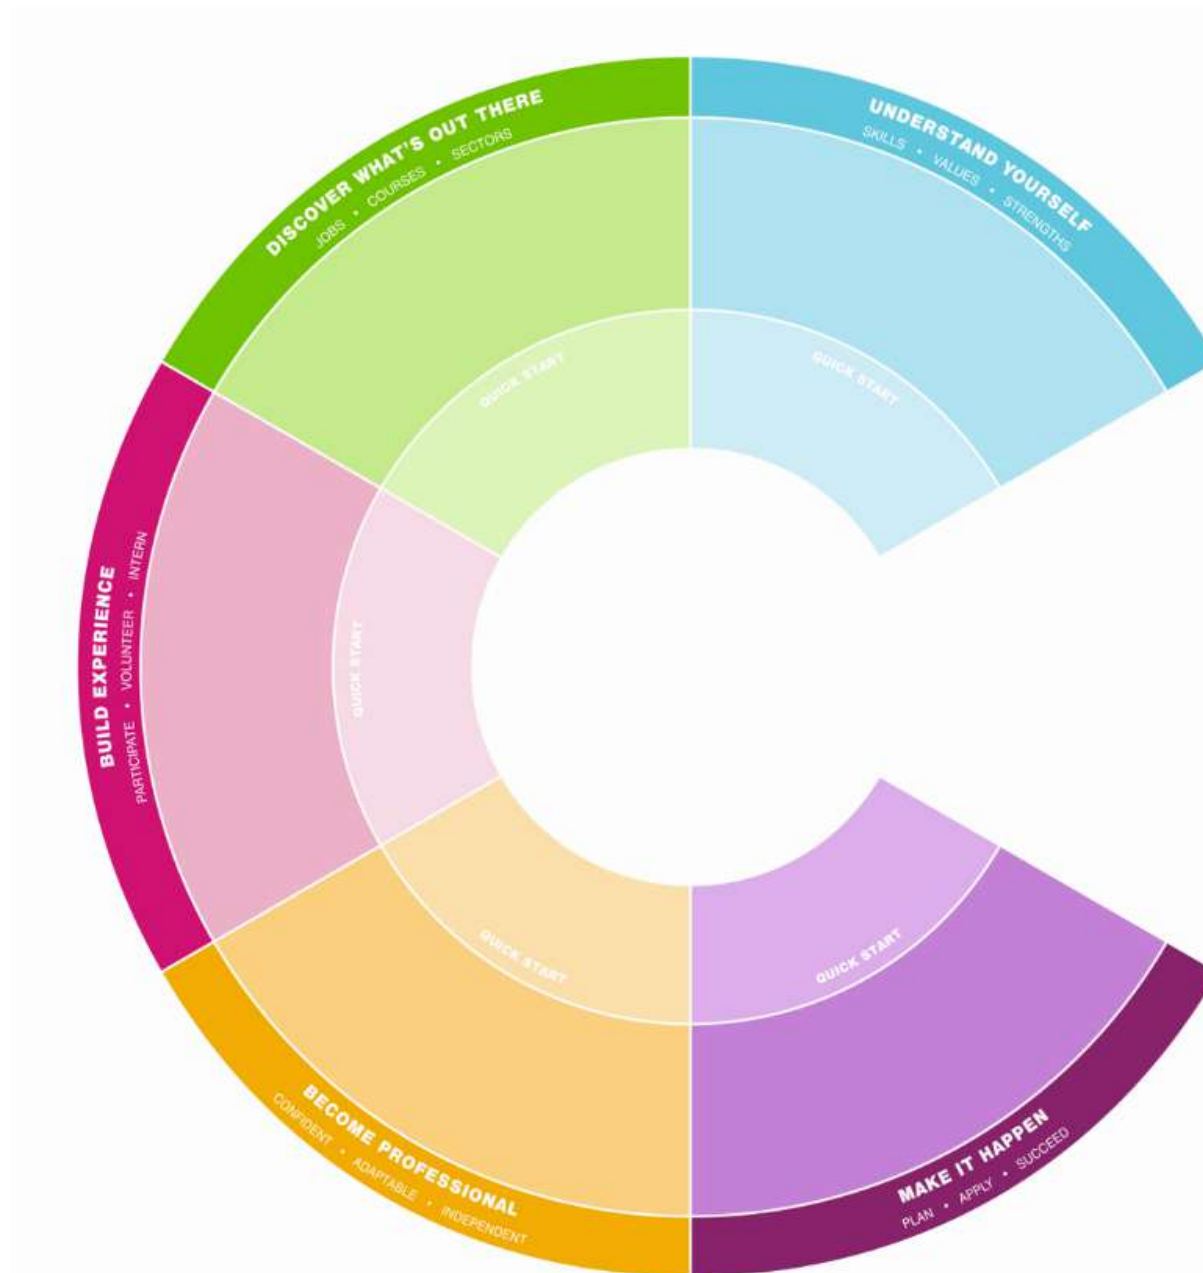 UNDERSTAND YOURSELF
SKILLS • VALUES • STRENGTHS
QUICK START
DISCOVER WHAT'S OUT THERE
JOBS • COURSES • SECTORS
QUICK START
BUILD EXPERIENCE
PARTICIPATE • VOLUNTEER • INTERN
QUICK START
BECOME PROFESSIONAL
CONFIDENT • ADAPTABLE • INDEPENDENT
QUICK START
MAKE IT HAPPEN
PLAN • APPLY • SUCCEED
QUICK START